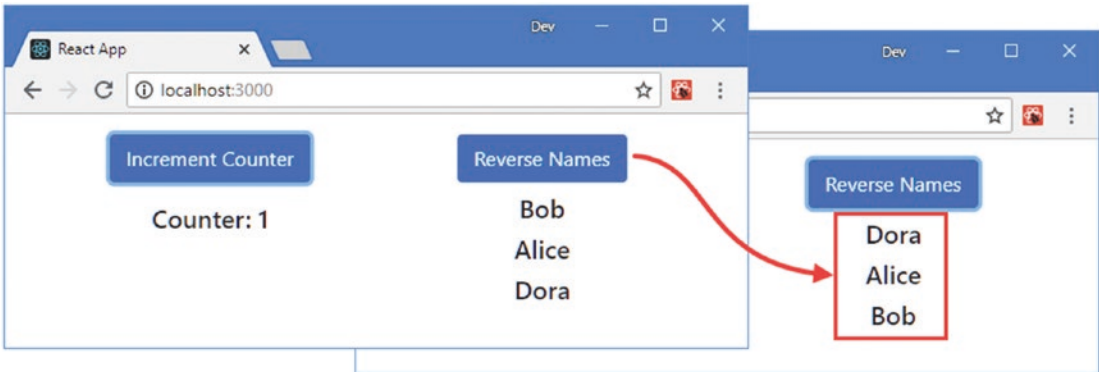 Dev
React App
localhost:3000
Increment Counter
Counter: 1
Reverse Names
Bob
Alice
Dora
Dev
Reverse Names
Dora
Alice
Bob